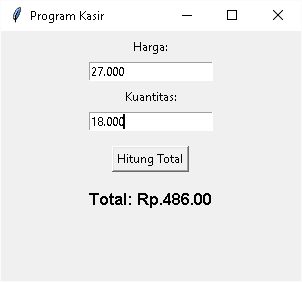 Program Kasir
Harga:
27.000
Kuantitas:
18.000
Hitung Total
Total: Rp.486.00